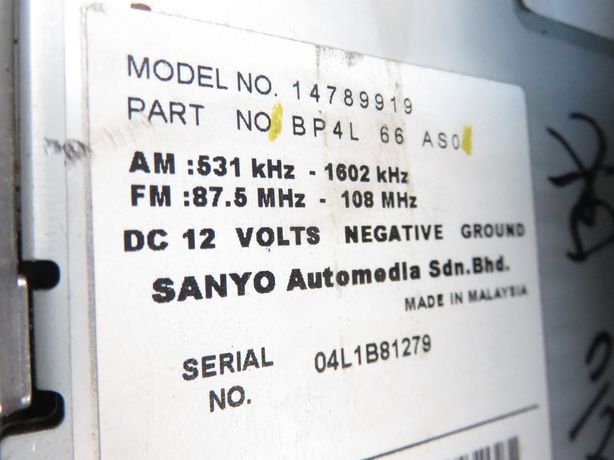 MODEL NO. 14789919
PART NO BP4L 66 AS0
AM :531 kHz - 1602 kHz
FM :87.5 MHz - 108 MHz
DC 12 VOLTS NEGATIVE GROUND
SANYO Automedia Sdn.Bhd.
MADE IN MALAYSIA
SERIAL NO. 04L1B81279